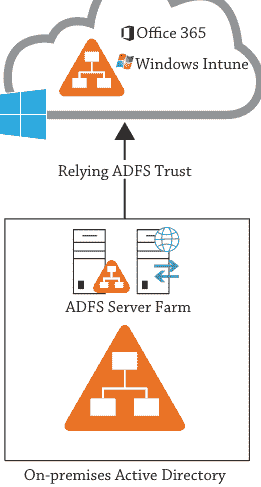 Office 365
Windows Intune
Relying ADFS Trust
ADFS Server Farm
On-premises Active Directory